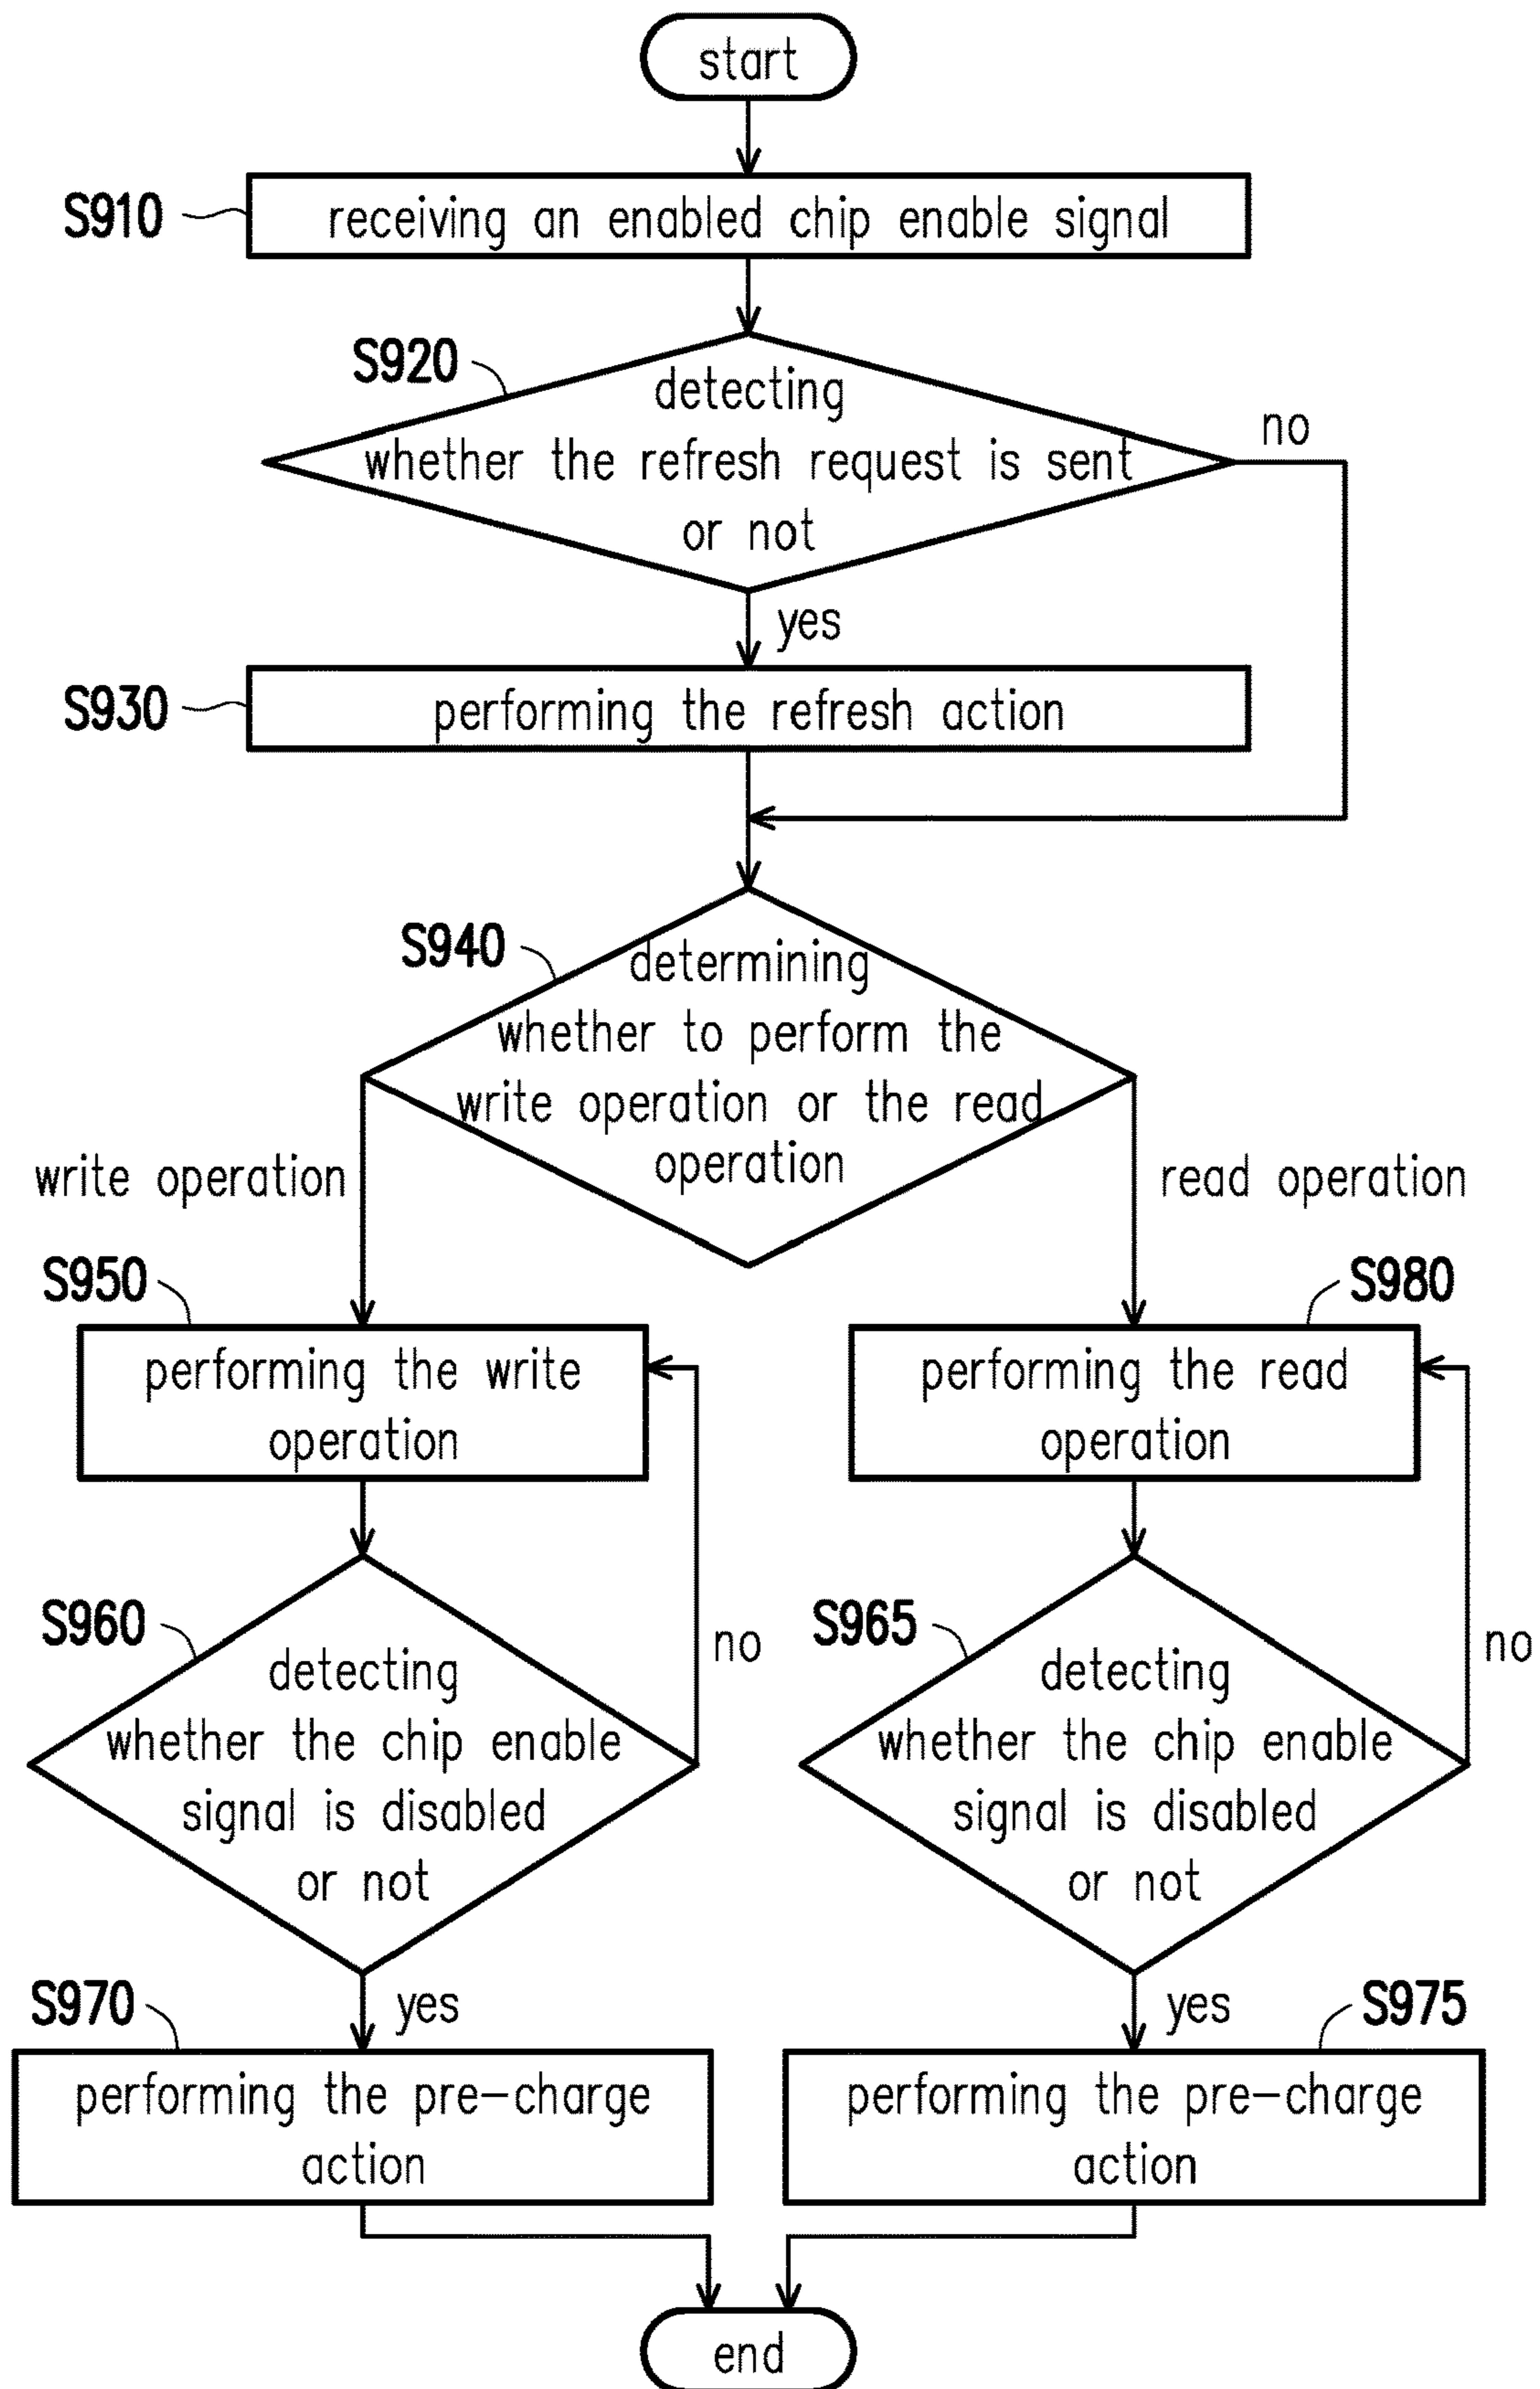 start
S910
receiving an enabled chip enable signal
S920
detecting
whether the refresh request is sent
or not
no
yes
S930
performing the refresh action
S940
determining
whether to perform the
write operation or the read
operation
write operation
read operation
S950
performing the write
operation
S980
performing the read
operation
S960
detecting
whether the chip enable
signal is disabled
or not
no
S965
detecting
whether the chip enable
signal is disabled
or not
no
yes
yes
S970
performing the pre-charge
action
S975
performing the pre-charge
action
end